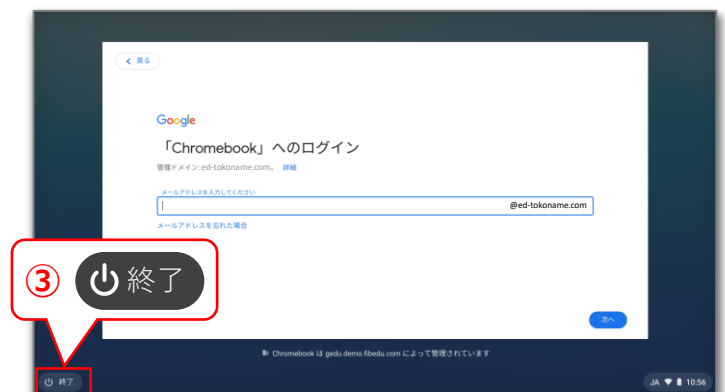 戻る
Google
「Chromebook」へのログイン
管理ドメイン: ed-tokoname.com。 詳細
メールアドレスを入力してください
@ed-tokoname.com
メールアドレスを忘れた場合
③ 終了
次へ
Chromebook は gedu.demo.fibedu.com によって管理されています
終了
JA 10:56